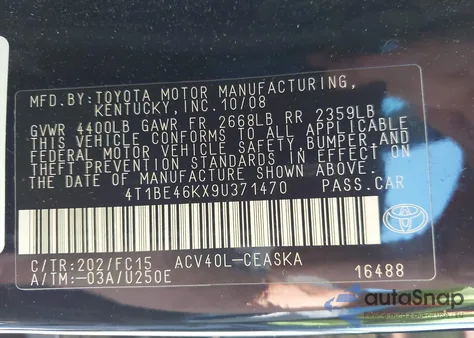 MFD.BY:TOYOTA MOTOR MANUFACTURING,
KENTUCKY,INC. 10/08
GVWR 4400LB GAWR FR 2668LB RR 2359LB
THIS VEHICLE CONFORMS TO ALL APPLICABLE
FEDERAL MOTOR VEHICLE SAFETY,BUMPER,AND
THEFT PREVENTION STANDARDS IN EFFECT ON
THE DATE OF MANUFACTURE SHOWN ABOVE.
4T1BE46KX9U371470 PASS.CAR
TOYOTA
C/TR:202/FC15 ACV40L-CEASKA
A/TM:-03A/U250E 16488
autoSnap